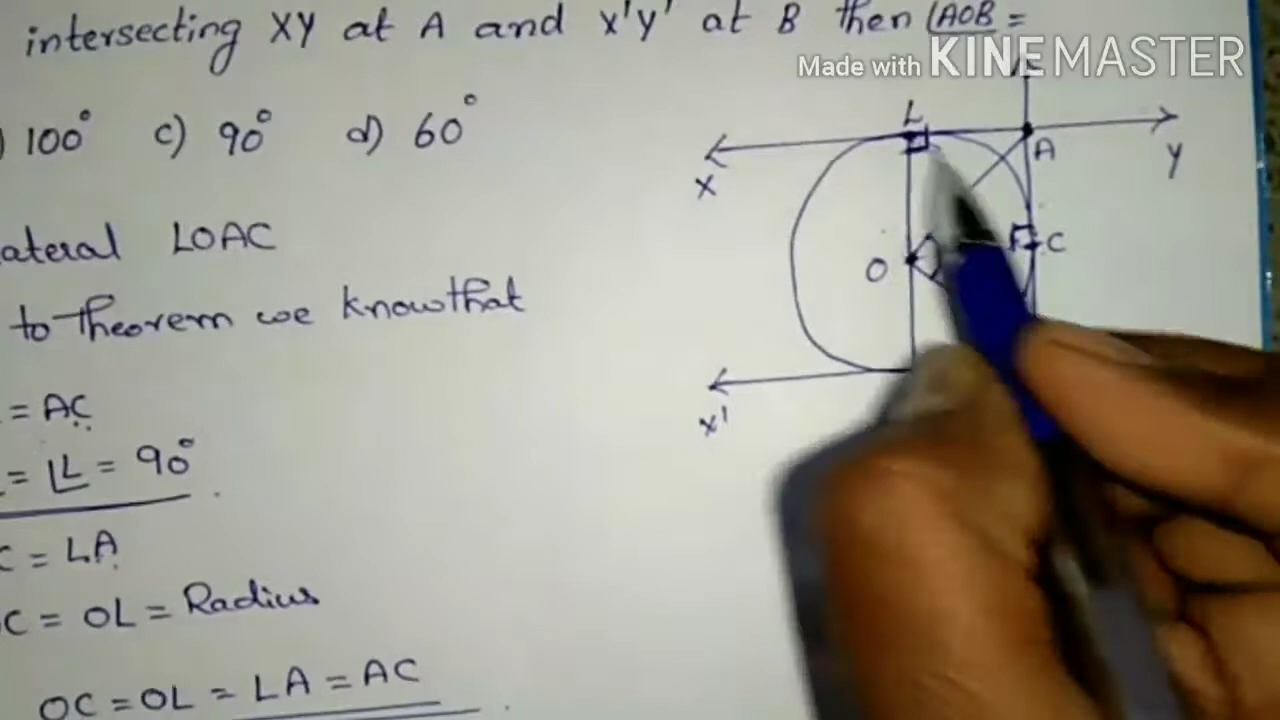 intersecting XY at A and x'y' at B then ∠AOB =
Made with KINEMASTER
) 100° c) 90° d) 60°
L
A
X
Y
LOAC
O
C
to Theorem we know that
x'
= AC
= ∠L = 90°
C = LA
C = OL = Radius
OC = OL = LA = AC